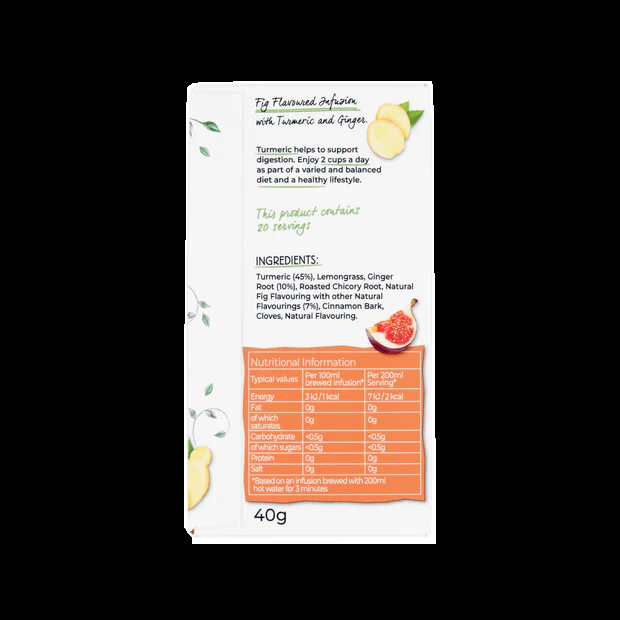 Fig Flavoured Infusion
with Turmeric and Ginger.
Turmeric helps to support
digestion. Enjoy 2 cups a day
as part of a varied and balanced
diet and a healthy lifestyle.
This product contains
20 servings
INGREDIENTS:
Turmeric (45%), Lemongrass, Ginger
Root (10%), Roasted Chicory Root, Natural
Fig Flavouring with other Natural
Flavourings (7%), Cinnamon Bark,
Cloves, Natural Flavouring.
Nutritional Information
Typical values Per 100ml brewed infusion* Per 200ml Serving*
Energy 3 kJ/1 kcal 7 kJ/2 kcal
Fat 0g 0g
of which saturates 0g 0g
Carbohydrate <0.5g <0.5g
of which sugars <0.5g <0.5g
Protein 0g 0g
Salt 0g 0g
*Based on an infusion brewed with 200ml
hot water for 3 minutes
40g